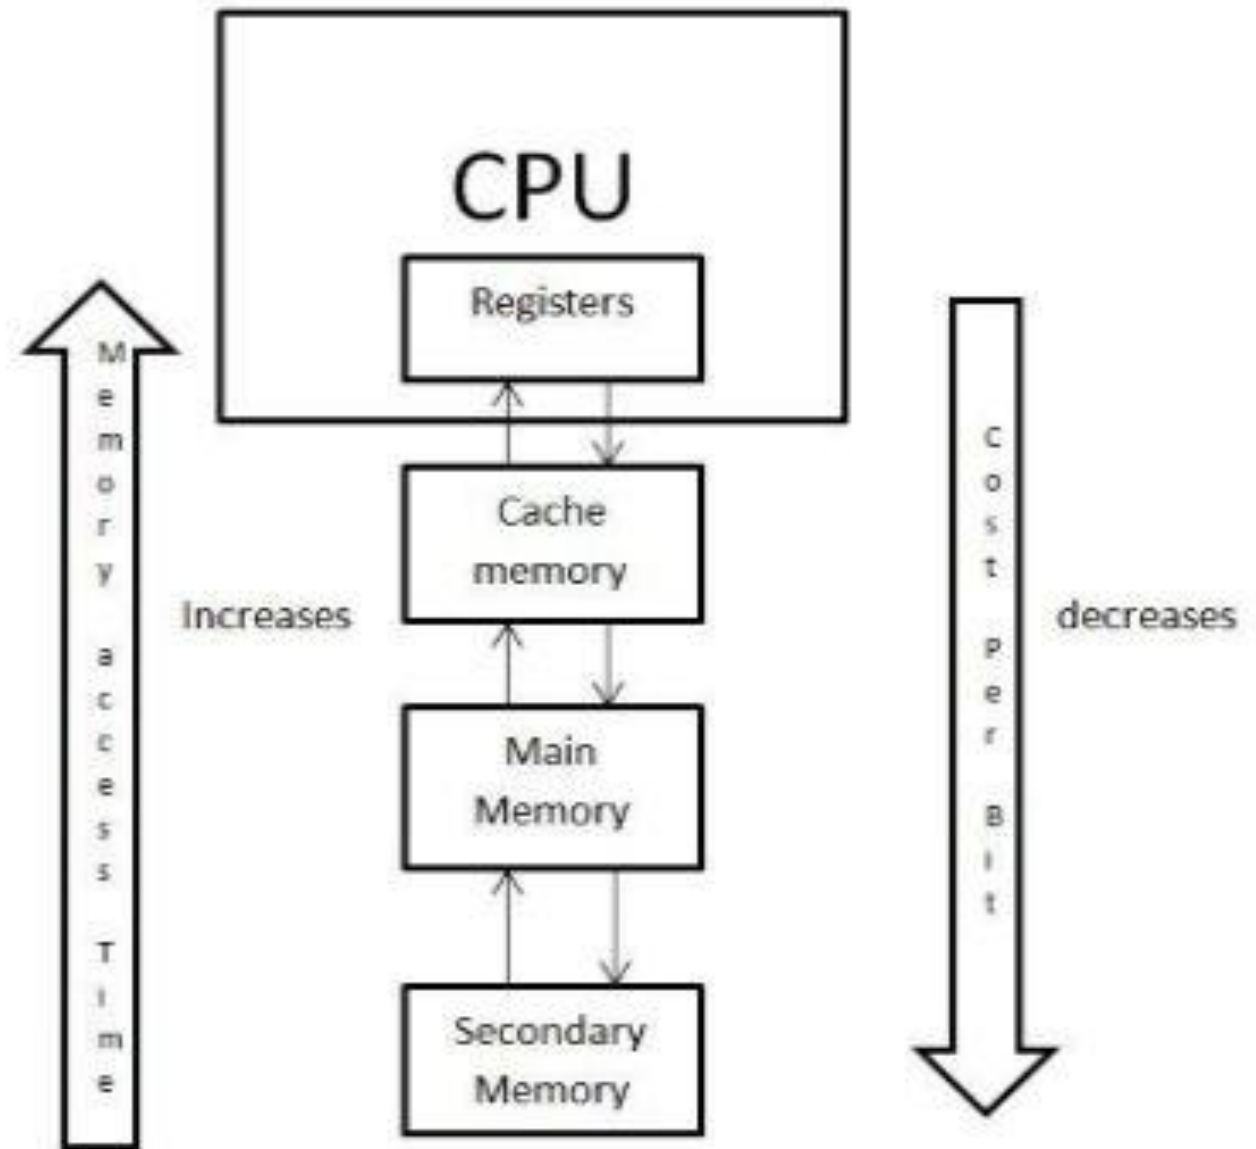 CPU
Registers
Cache
memory
Main
Memory
Secondary
Memory
Memory access Time
Increases
Cost Per Bit
decreases